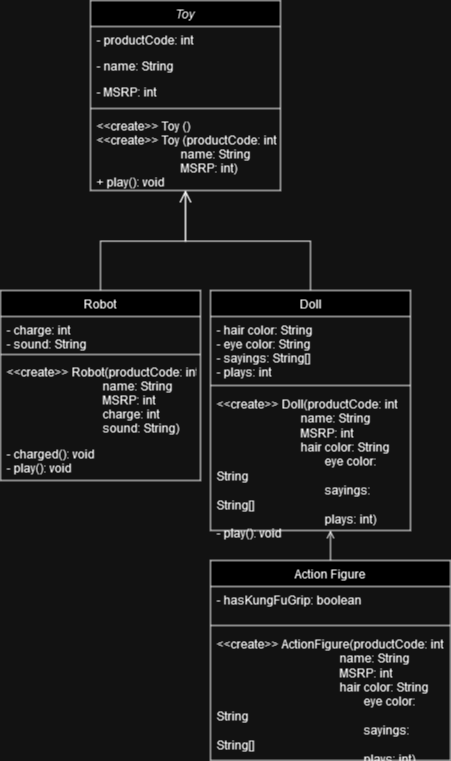 Toy
- productCode: int
- name: String
- MSRP: int
<<create>> Toy ()
<<create>> Toy (productCode: int
name: String
MSRP: int)
+ play(): void
Robot
- charge: int
- sound: String
<<create>> Robot(productCode: int
name: String
MSRP: int
charge: int
sound: String)
- charged(): void
- play(): void
Doll
- hair color: String
- eye color: String
- sayings: String[]
- plays: int
<<create>> Doll(productCode: int
name: String
MSRP: int
hair color: String
eye color:
String
sayings:
String[]
plays: int)
- play(): void
Action Figure
- hasKungFuGrip: boolean
<<create>> ActionFigure(productCode: int
name: String
MSRP: int
hair color: String
eye color:
String
sayings:
String[]
plays: int)